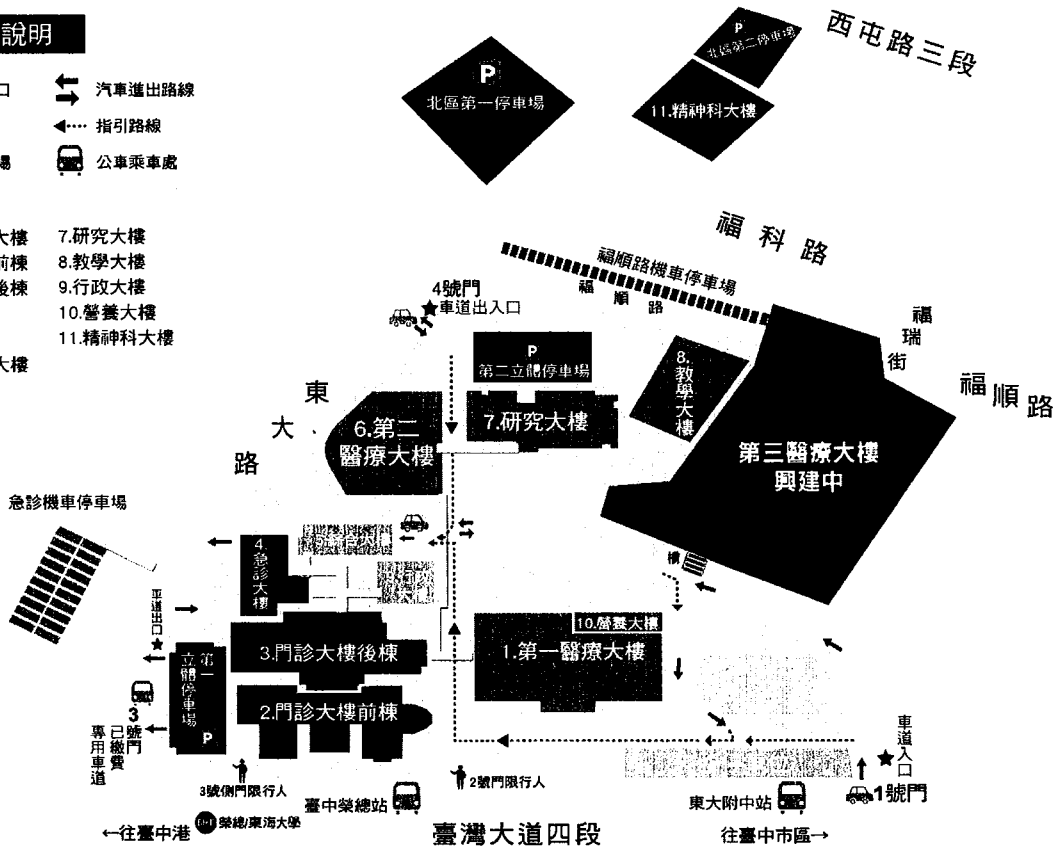 說明
口
汽車進出路線
指引路線
場
公車乘車處
大樓
7.研究大樓
前棟
8.教學大樓
後棟
9.行政大樓
10.營養大樓
11.精神科大樓
大樓
P
北區第一停車場
P
北區第二停車場
11.精神科大樓
西屯路三段
福科路
福順路機車停車場
福順路
福瑞街
福順路
4號門
車道出入口
P
第二立體停車場
7.研究大樓
8.教學大樓
6.第二
醫療大樓
第三醫療大樓
興建中
東大路
急診機車停車場
4.急診大樓
車道出口
3.門診大樓後棟
2.門診大樓前棟
第一
立體停車場
P
10.營養大樓
1.第一醫療大樓
3號門
已繳費
專用車道
3號側門限行人
2號門限行人
臺中榮總站
榮總/東海大學
←往臺中港
臺灣大道四段
東大附中站
往臺中市區→
車道入口
1號門